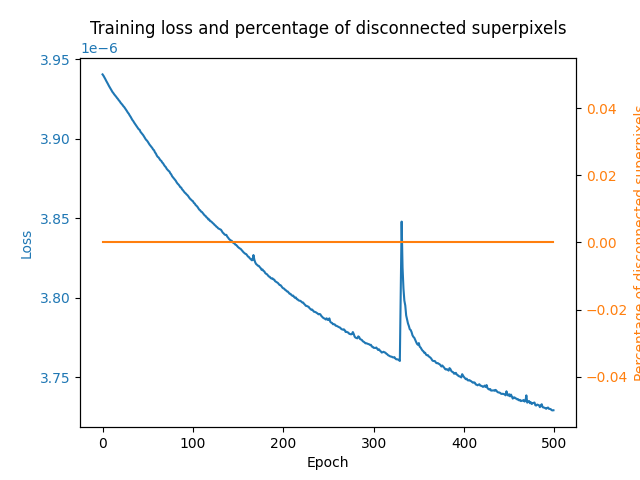 Training loss and percentage of disconnected superpixels
1e−6
3.95
3.90
3.85
3.80
3.75
Loss
0.04
0.02
0.00
−0.02
−0.04
Percentage of disconnected superpixels
0 100 200 300 400 500
Epoch